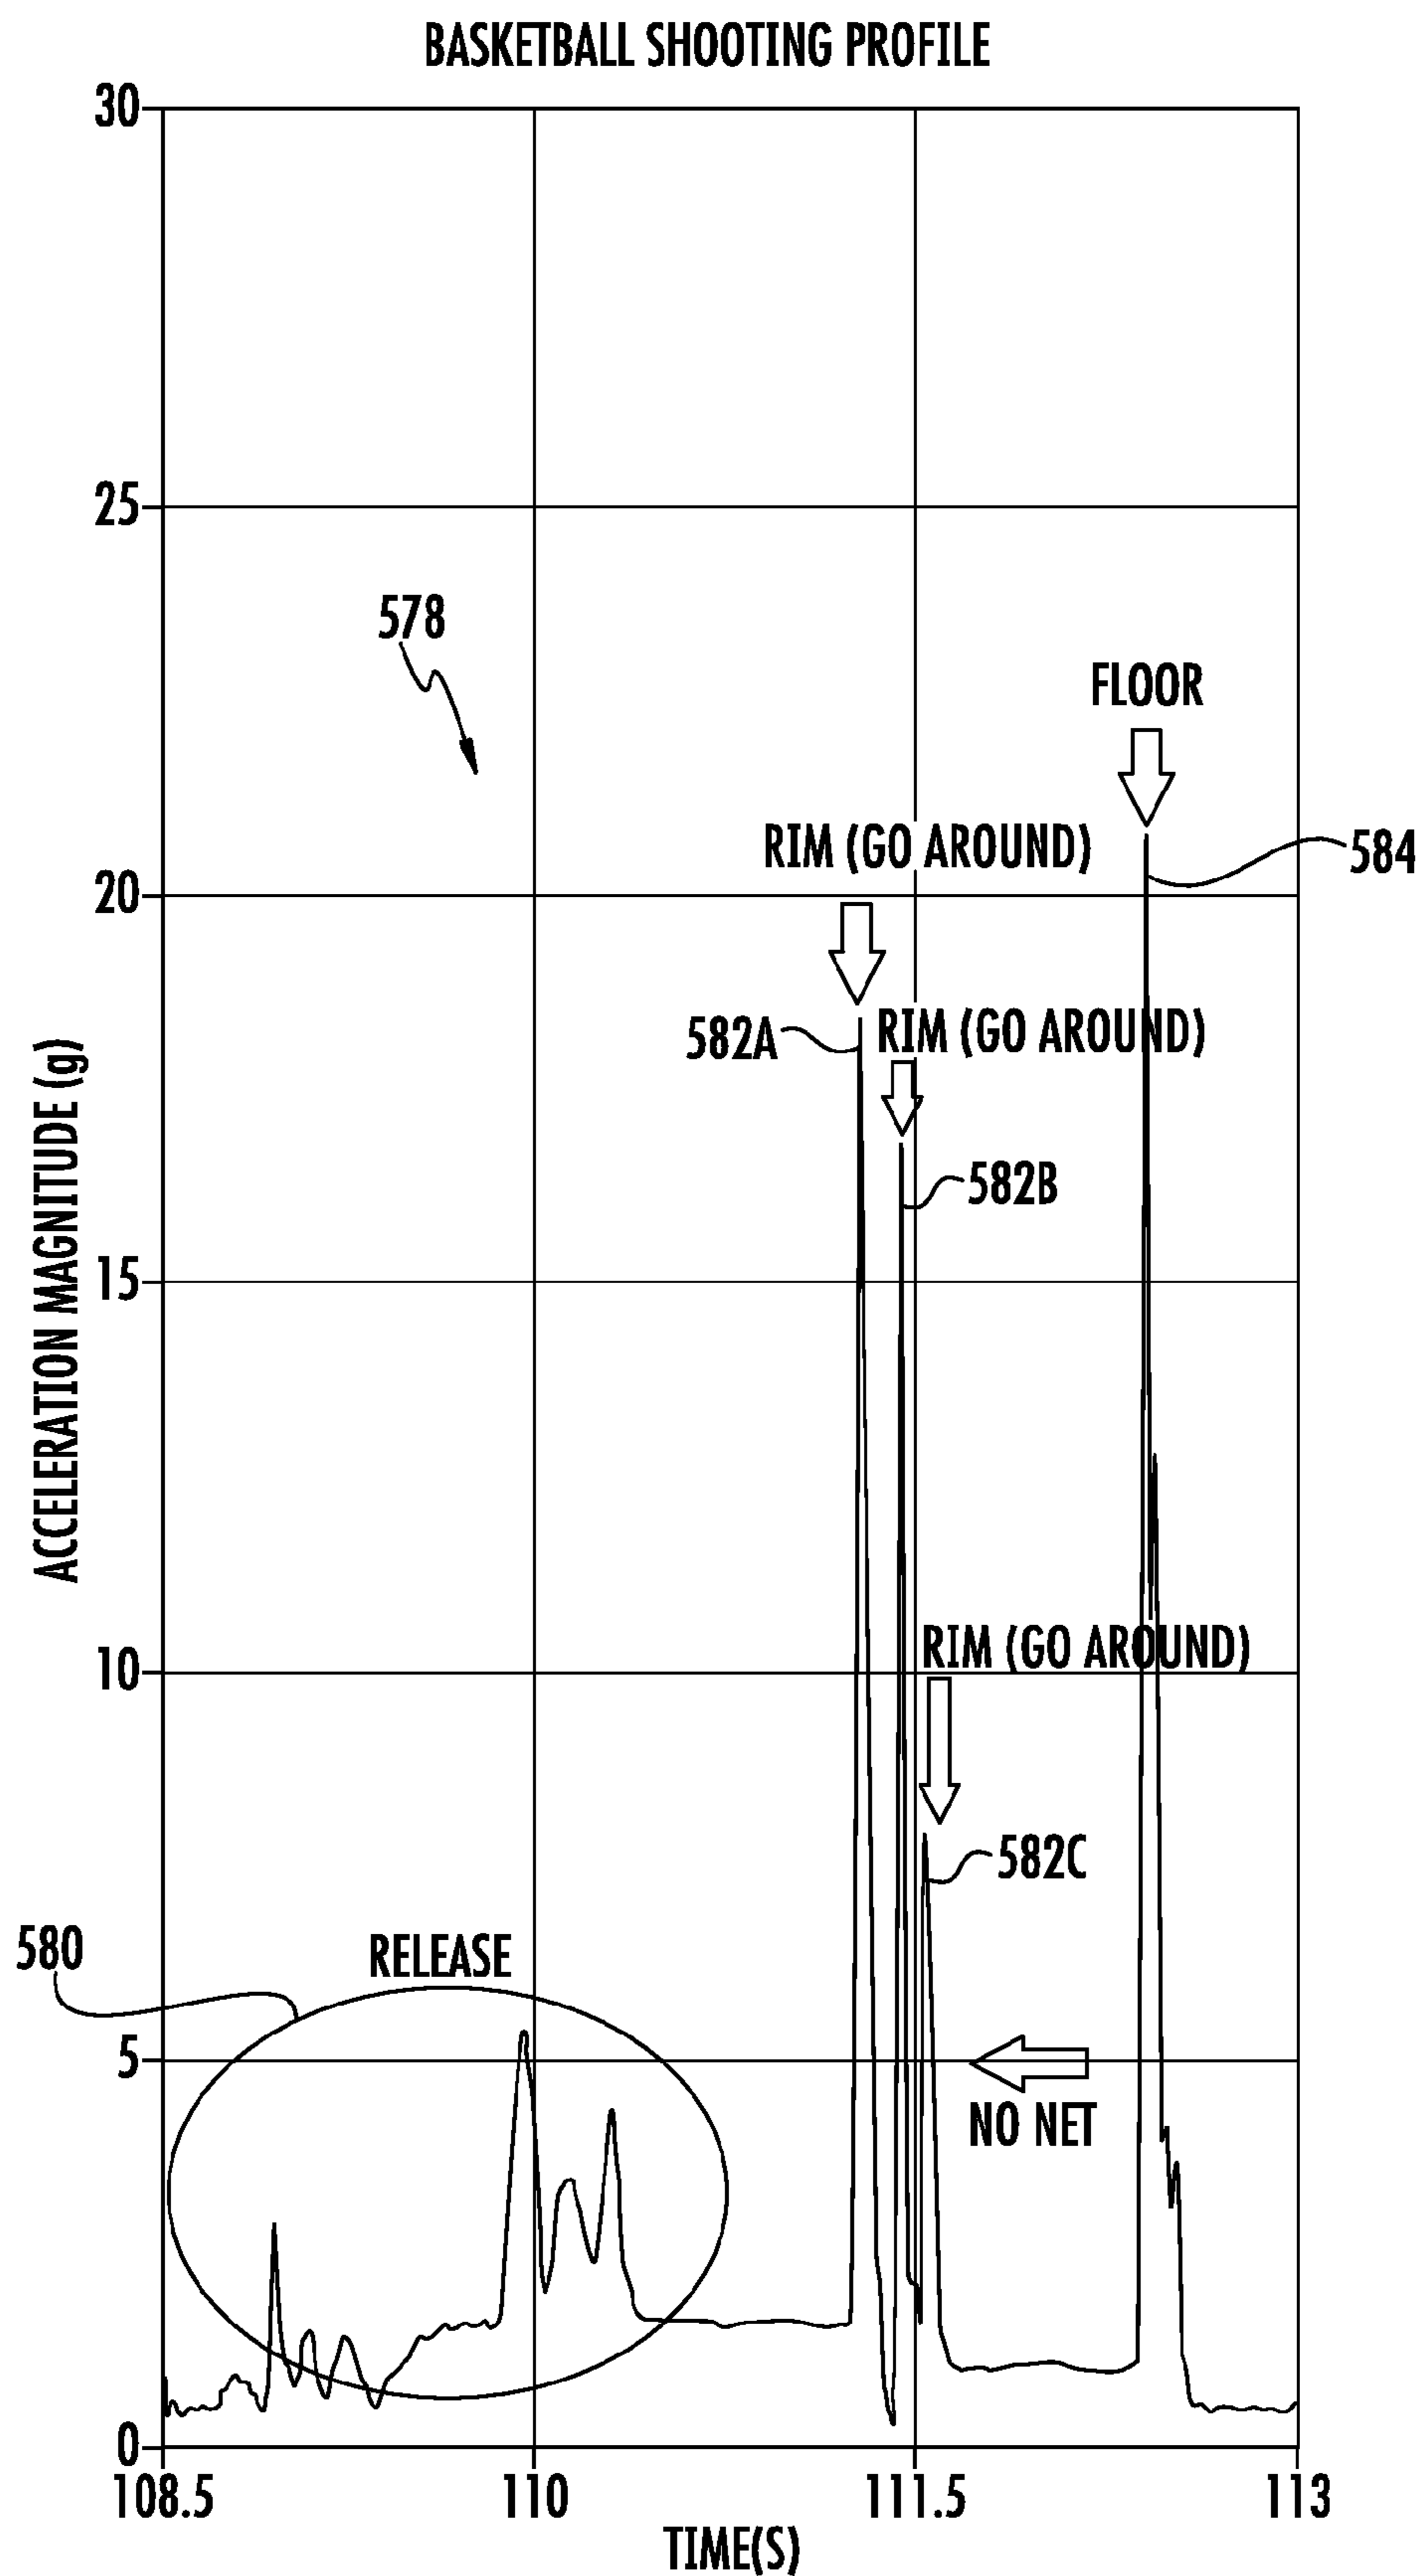 BASKETBALL SHOOTING PROFILE
30
25
578
FLOOR
RIM (GO AROUND)
584
20
582A
RIM (GO AROUND)
582B
ACCELERATION MAGNITUDE (g)
15
RIM (GO AROUND)
10
582C
580
RELEASE
5
NO NET
0
108.5
110
111.5
113
TIME(S)